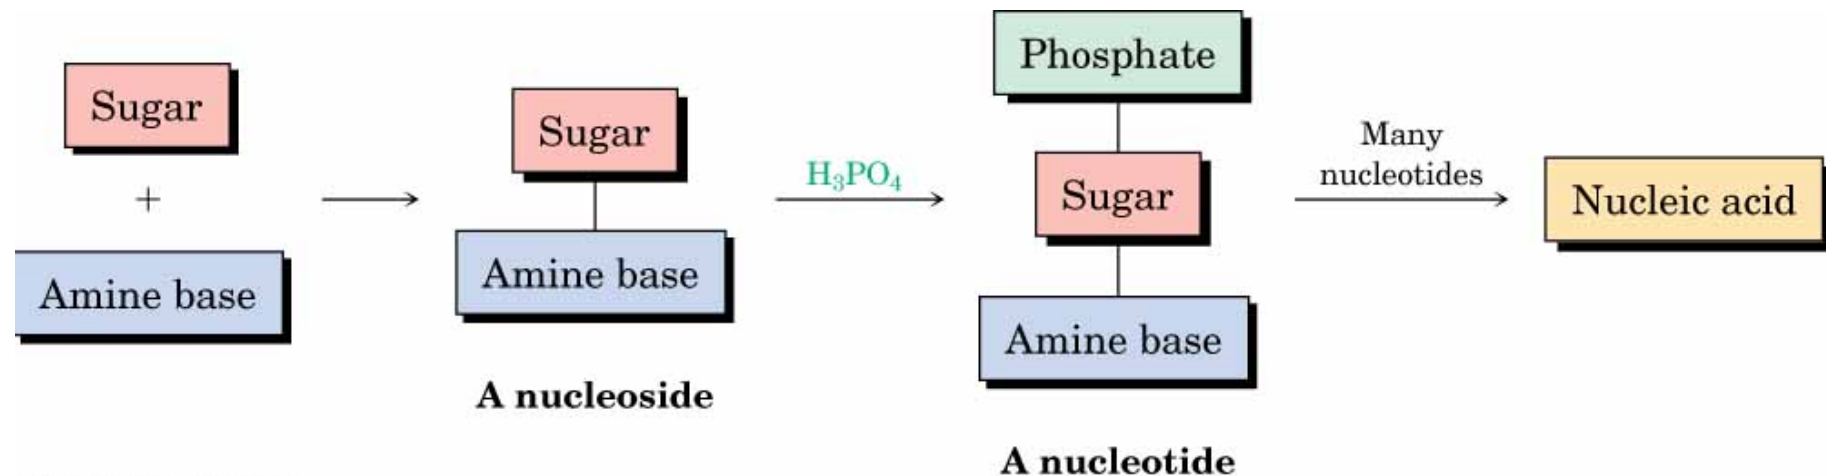 Sugar
+
Amine base
Sugar
Amine base
A nucleoside
H₃PO₄
Phosphate
Sugar
Amine base
A nucleotide
Many
nucleotides
Nucleic acid